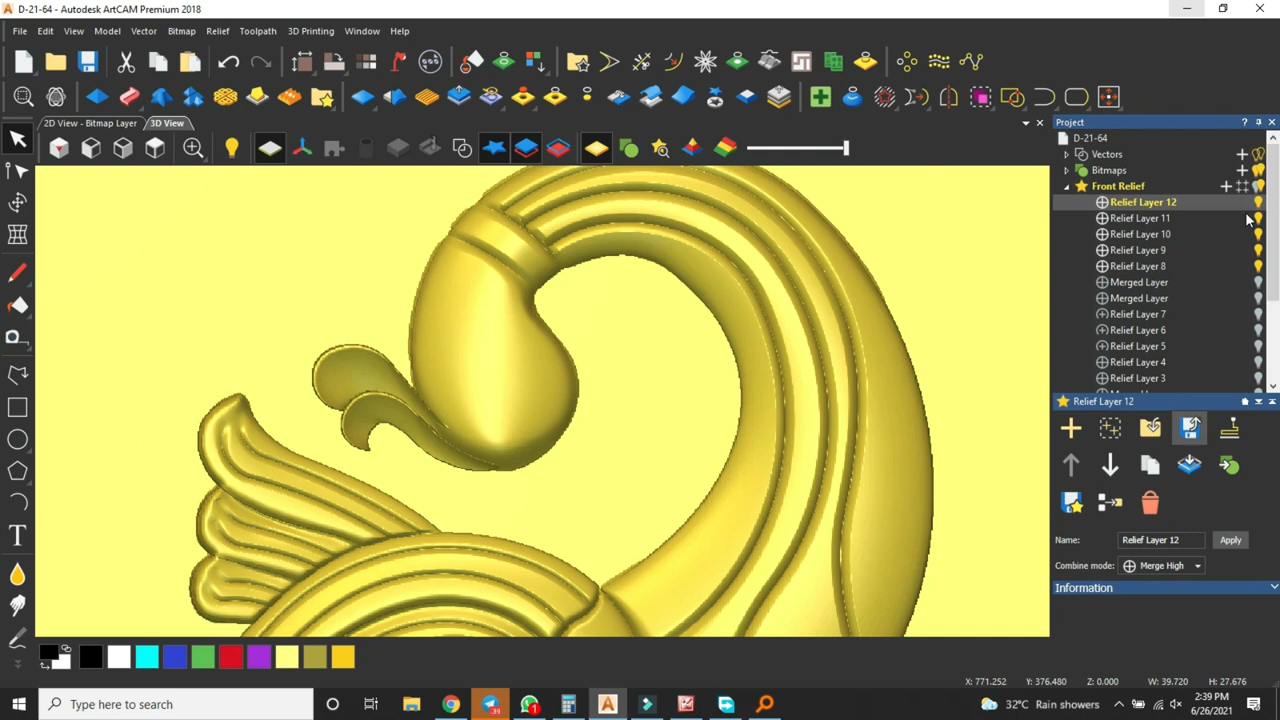 D-21-64 - Autodesk ArtCAM Premium 2018
File Edit View Model Vector Bitmap Relief Toolpath 3D Printing Window Help
2D View - Bitmap Layer 3D View
Project
D-21-64
Vectors
Bitmaps
Front Relief
Relief Layer 12
Relief Layer 11
Relief Layer 10
Relief Layer 9
Relief Layer 8
Merged Layer
Merged Layer
Relief Layer 7
Relief Layer 6
Relief Layer 5
Relief Layer 4
Relief Layer 3
Relief Layer 12
Name: Relief Layer 12 Apply
Combine mode: Merge High
Information
X: 771.252 Y: 376.480 Z: 0.000 W: 39.720 H: 27.676
Type here to search
39
1
32°C Rain showers
2:39 PM
6/26/2021